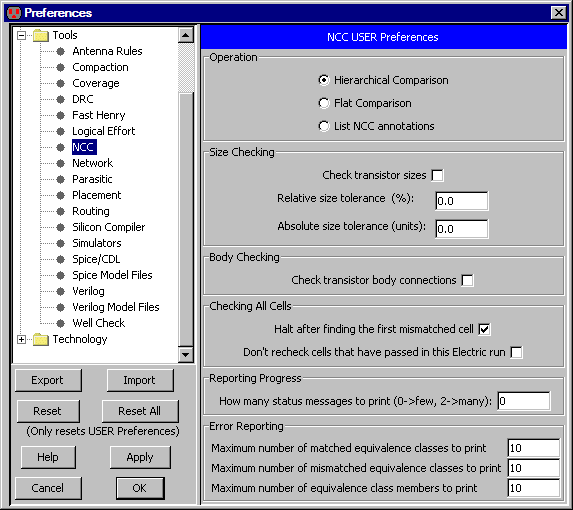 Preferences
Tools
Antenna Rules
Compaction
Coverage
DRC
Fast Henry
Logical Effort
NCC
Network
Parasitic
Placement
Routing
Silicon Compiler
Simulators
Spice/CDL
Spice Model Files
Verilog
Verilog Model Files
Well Check
Technology
Export
Import
Reset
Reset All
(Only resets USER Preferences)
Help
Apply
Cancel
OK
NCC USER Preferences
Operation
Hierarchical Comparison
Flat Comparison
List NCC annotations
Size Checking
Check transistor sizes
Relative size tolerance (%): 0.0
Absolute size tolerance (units): 0.0
Body Checking
Check transistor body connections
Checking All Cells
Halt after finding the first mismatched cell
Don't recheck cells that have passed in this Electric run
Reporting Progress
How many status messages to print (0->few, 2->many): 0
Error Reporting
Maximum number of matched equivalence classes to print 10
Maximum number of mismatched equivalence classes to print 10
Maximum number of equivalence class members to print 10